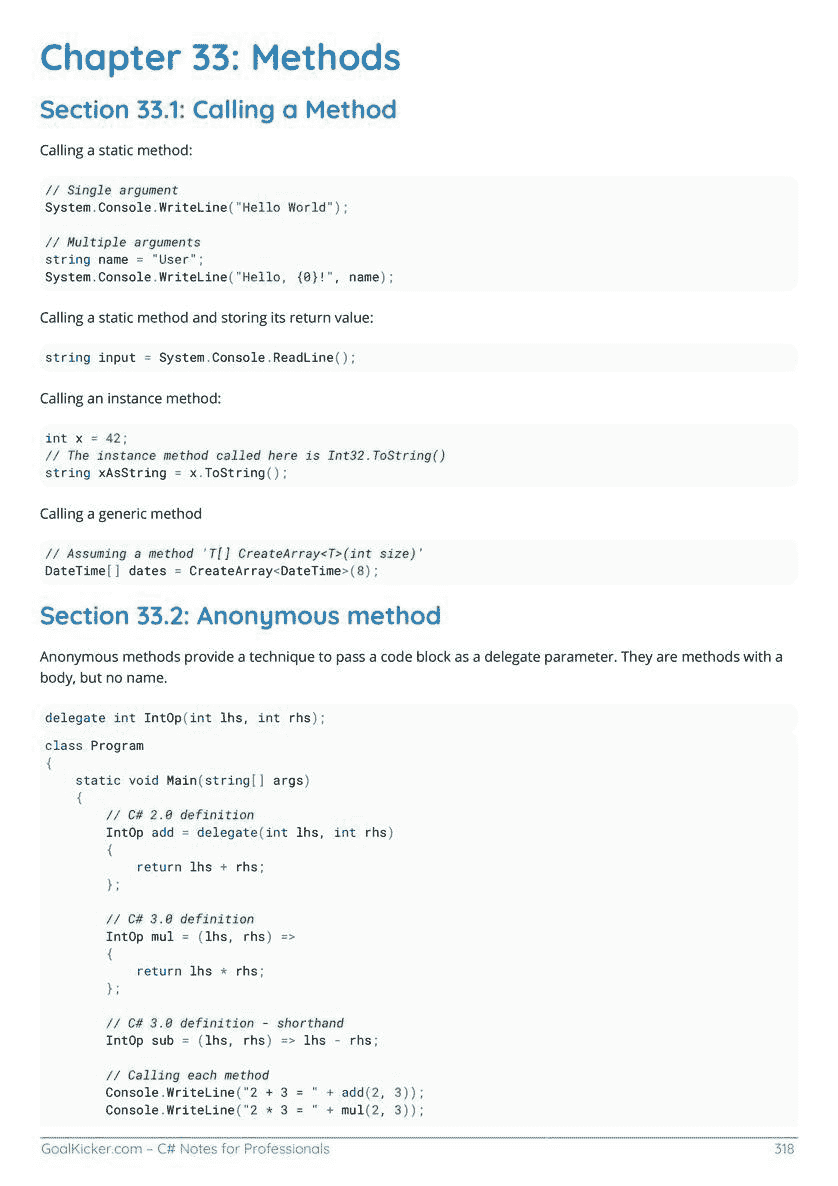 Chapter 33: Methods
Section 33.1: Calling a Method
Calling a static method:
// Single argument
System.Console.WriteLine("Hello World");
// Multiple arguments
string name = "User";
System.Console.WriteLine("Hello, {0}!", name);
Calling a static method and storing its return value:
string input = System.Console.ReadLine();
Calling an instance method:
int x = 42;
// The instance method called here is Int32.ToString()
string xAsString = x.ToString();
Calling a generic method
// Assuming a method 'T[] CreateArray<T>(int size)'
DateTime[] dates = CreateArray<DateTime>(8);
Section 33.2: Anonymous method
Anonymous methods provide a technique to pass a code block as a delegate parameter. They are methods with a
body, but no name.
delegate int IntOp(int lhs, int rhs);
class Program
{
    static void Main(string[] args)
    {
        // C# 2.0 definition
        IntOp add = delegate(int lhs, int rhs)
        {
            return lhs + rhs;
        };
        // C# 3.0 definition
        IntOp mul = (lhs, rhs) =>
        {
            return lhs * rhs;
        };
        // C# 3.0 definition - shorthand
        IntOp sub = (lhs, rhs) => lhs - rhs;
        // Calling each method
        Console.WriteLine("2 + 3 = " + add(2, 3));
        Console.WriteLine("2 * 3 = " + mul(2, 3));
GoalKicker.com – C# Notes for Professionals 318